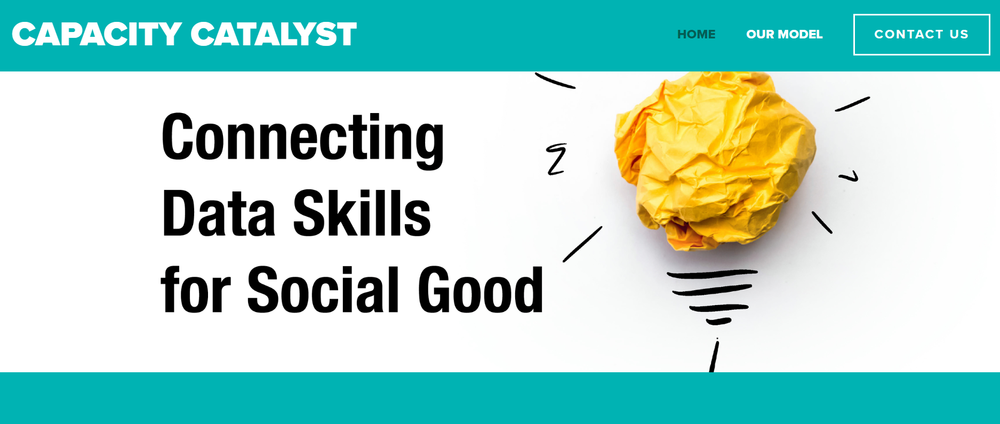 CAPACITY CATALYST
HOME
OUR MODEL
CONTACT US
Connecting
Data Skills
for Social Good